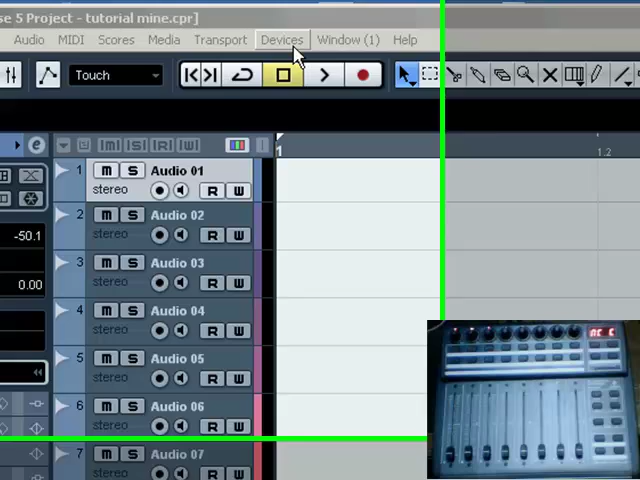 se 5 Project - tutorial mine.cpr]
Audio MIDI Scores Media Transport Devices Window (1) Help
Touch
1 1.2
1 m S Audio 01
stereo R W
-50.1
2 m S Audio 02
stereo R W
3 m S Audio 03
0.00
stereo R W
4 m S Audio 04
stereo R W
5 m S Audio 05
stereo R W
6 m S Audio 06
stereo R W
7 m S Audio 07
stereo R W